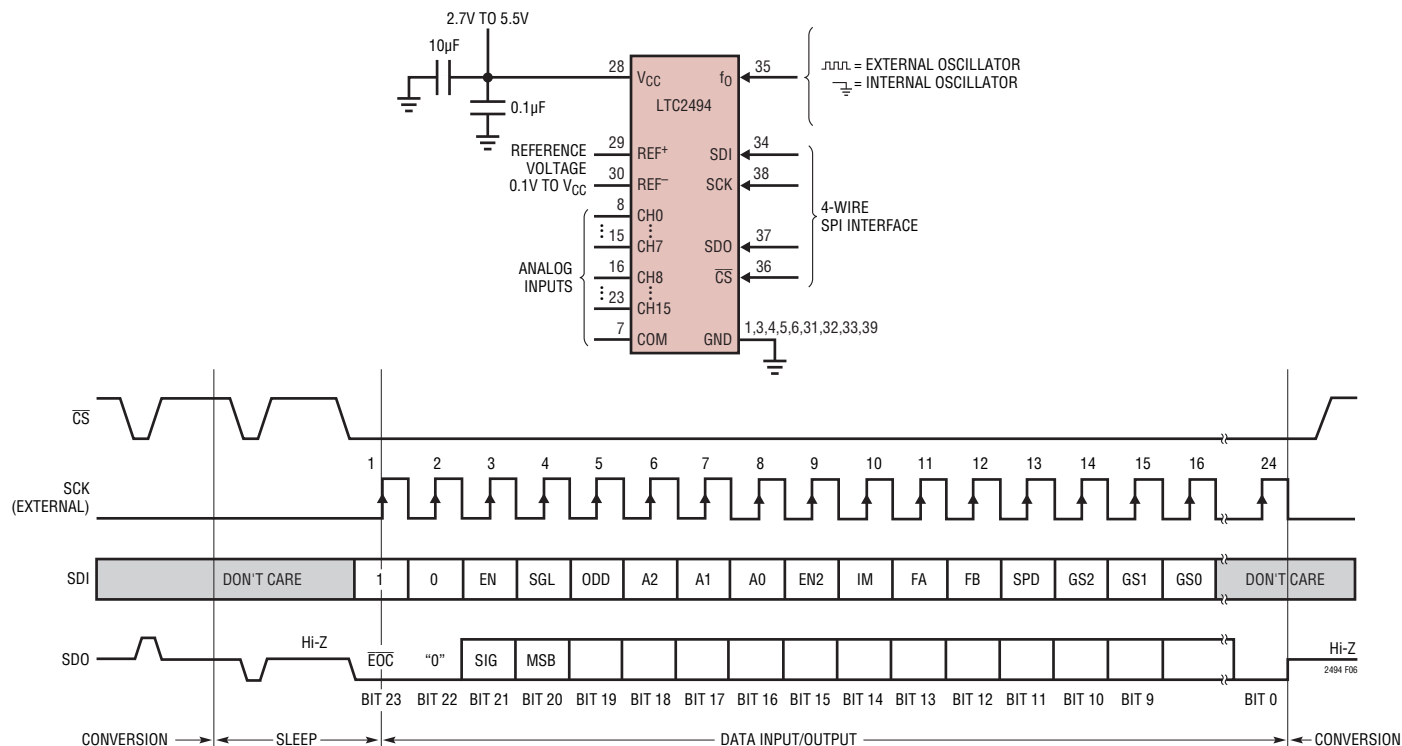 2.7V TO 5.5V
10µF
0.1µF
28
VCC
fO
35
LTC2494
= EXTERNAL OSCILLATOR
= INTERNAL OSCILLATOR
REFERENCE
VOLTAGE
0.1V TO VCC
29
REF+
30
REF–
SDI
34
SCK
38
4-WIRE
SPI INTERFACE
ANALOG
INPUTS
8
CH0
15
CH7
16
CH8
23
CH15
7
COM
SDO
37
CS
36
GND
1,3,4,5,6,31,32,33,39
CS
1 2 3 4 5 6 7 8 9 10 11 12 13 14 15 16 24
SCK
(EXTERNAL)
SDI DON'T CARE 1 0 EN SGL ODD A2 A1 A0 EN2 IM FA FB SPD GS2 GS1 GS0 DON'T CARE
SDO Hi-Z EOC “0” SIG MSB Hi-Z
2494 F06
BIT 23 BIT 22 BIT 21 BIT 20 BIT 19 BIT 18 BIT 17 BIT 16 BIT 15 BIT 14 BIT 13 BIT 12 BIT 11 BIT 10 BIT 9 BIT 0
CONVERSION SLEEP DATA INPUT/OUTPUT CONVERSION